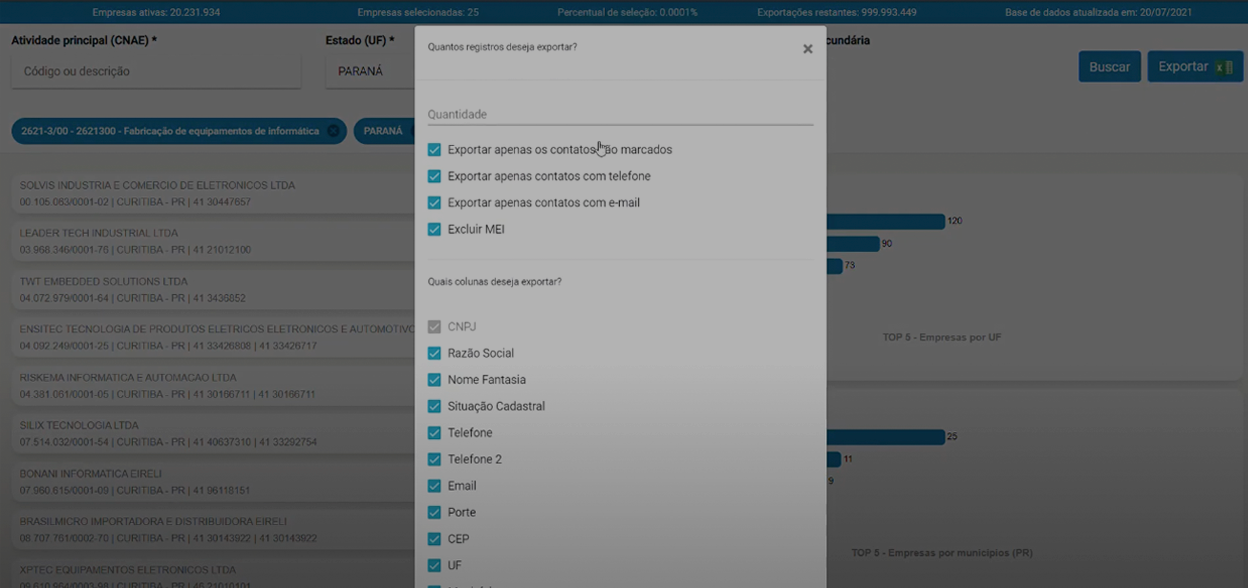 Empresas ativas: 20.231.934
Empresas selecionadas: 25
Percentual de seleção: 0.0001%
Exportações restantes: 999.993.449
Base de dados atualizada em: 20/07/2021
Atividade principal (CNAE) *
Estado (UF) *
cundária
Código ou descrição
PARANÁ
Buscar
Exportar
2621-3/00 - 2621300 - Fabricação de equipamentos de informática
PARANÁ
SOLVIS INDUSTRIA E COMERCIO DE ELETRONICOS LTDA
00.105.063/0001-02 | CURITIBA - PR | 41 30447857
LEADER TECH INDUSTRIAL LTDA
03.968.346/0001-76 | CURITIBA - PR | 41 21012100
TWT EMBEDDED SOLUTIONS LTDA
04.072.979/0001-64 | CURITIBA - PR | 41 3436852
ENSITEC TECNOLOGIA DE PRODUTOS ELETRICOS ELETRONICOS E AUTOMOTIVO
04.092.249/0001-25 | CURITIBA - PR | 41 33426808 | 41 33426717
RISKEMA INFORMATICA E AUTOMACAO LTDA
04.381.061/0001-05 | CURITIBA - PR | 41 30166711 | 41 30166711
SILIX TECNOLOGIA LTDA
07.514.032/0001-54 | CURITIBA - PR | 41 40637310 | 41 33292754
BONANI INFORMATICA EIRELI
07.960.615/0001-09 | CURITIBA - PR | 41 96118151
BRASILMICRO IMPORTADORA E DISTRIBUIDORA EIRELI
08.707.761/0002-70 | CURITIBA - PR | 41 30143922 | 41 30143922
XPTEC EQUIPAMENTOS ELETRONICOS LTDA
Quantos registros deseja exportar?
Quantidade
Exportar apenas os contatos não marcados
Exportar apenas contatos com telefone
Exportar apenas contatos com e-mail
Excluir MEI
Quais colunas deseja exportar?
CNPJ
Razão Social
Nome Fantasia
Situação Cadastral
Telefone
Telefone 2
Email
Porte
CEP
UF
120
90
73
TOP 5 - Empresas por UF
25
11
9
TOP 5 - Empresas por municípios (PR)